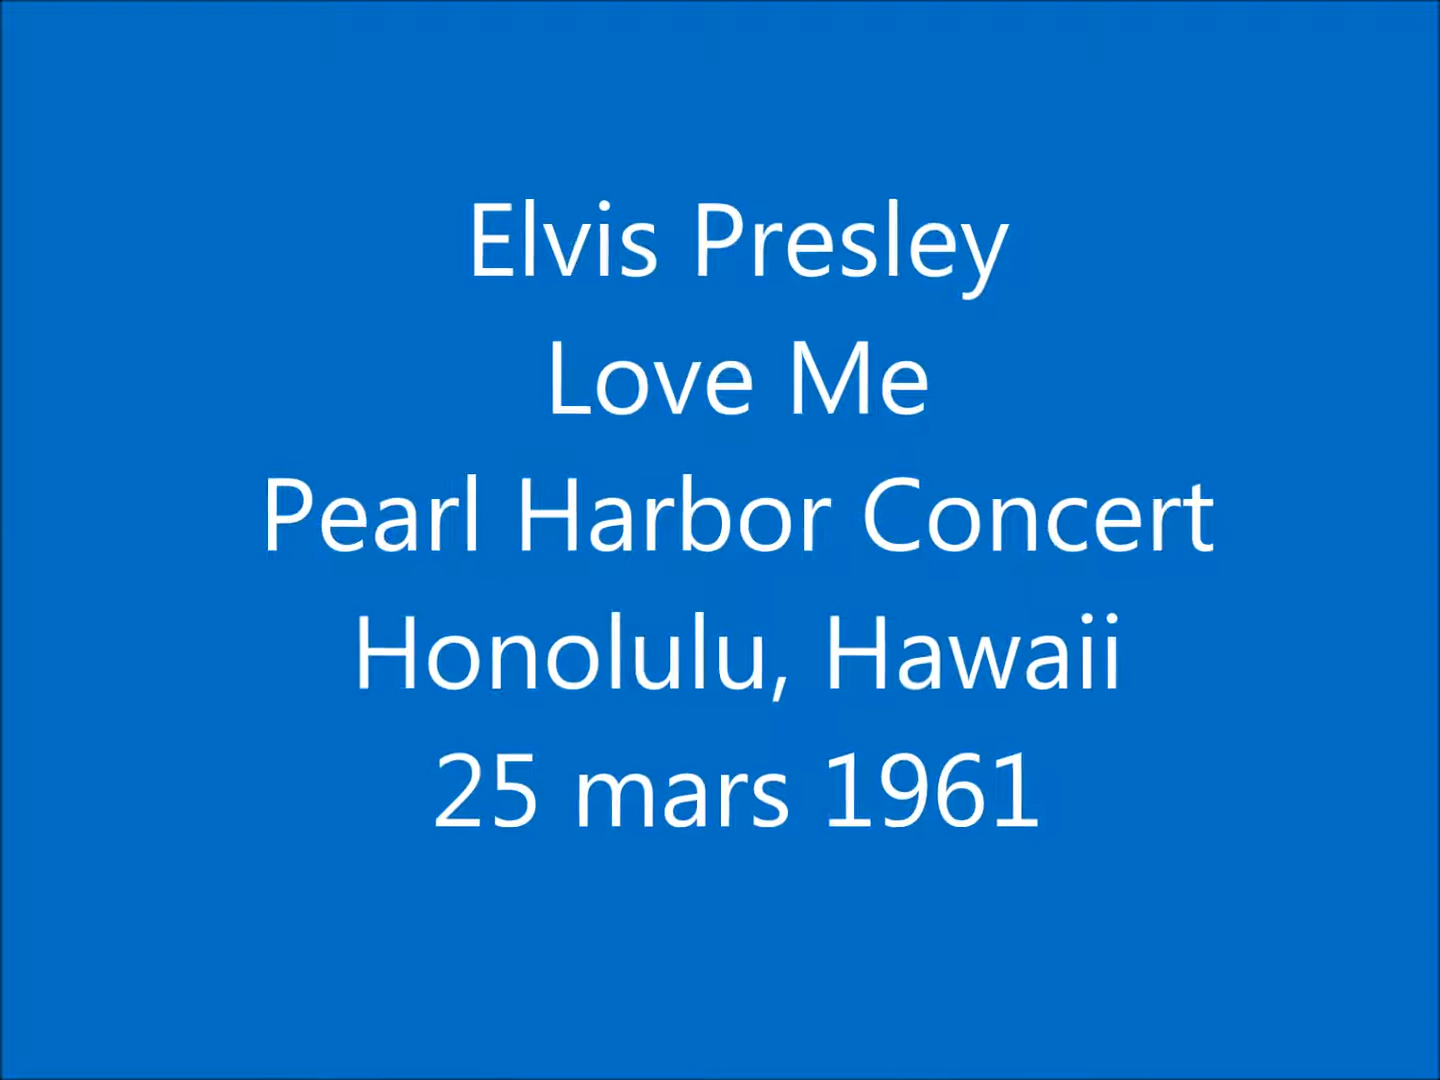 Elvis Presley
Love Me
Pearl Harbor Concert
Honolulu, Hawaii
25 mars 1961